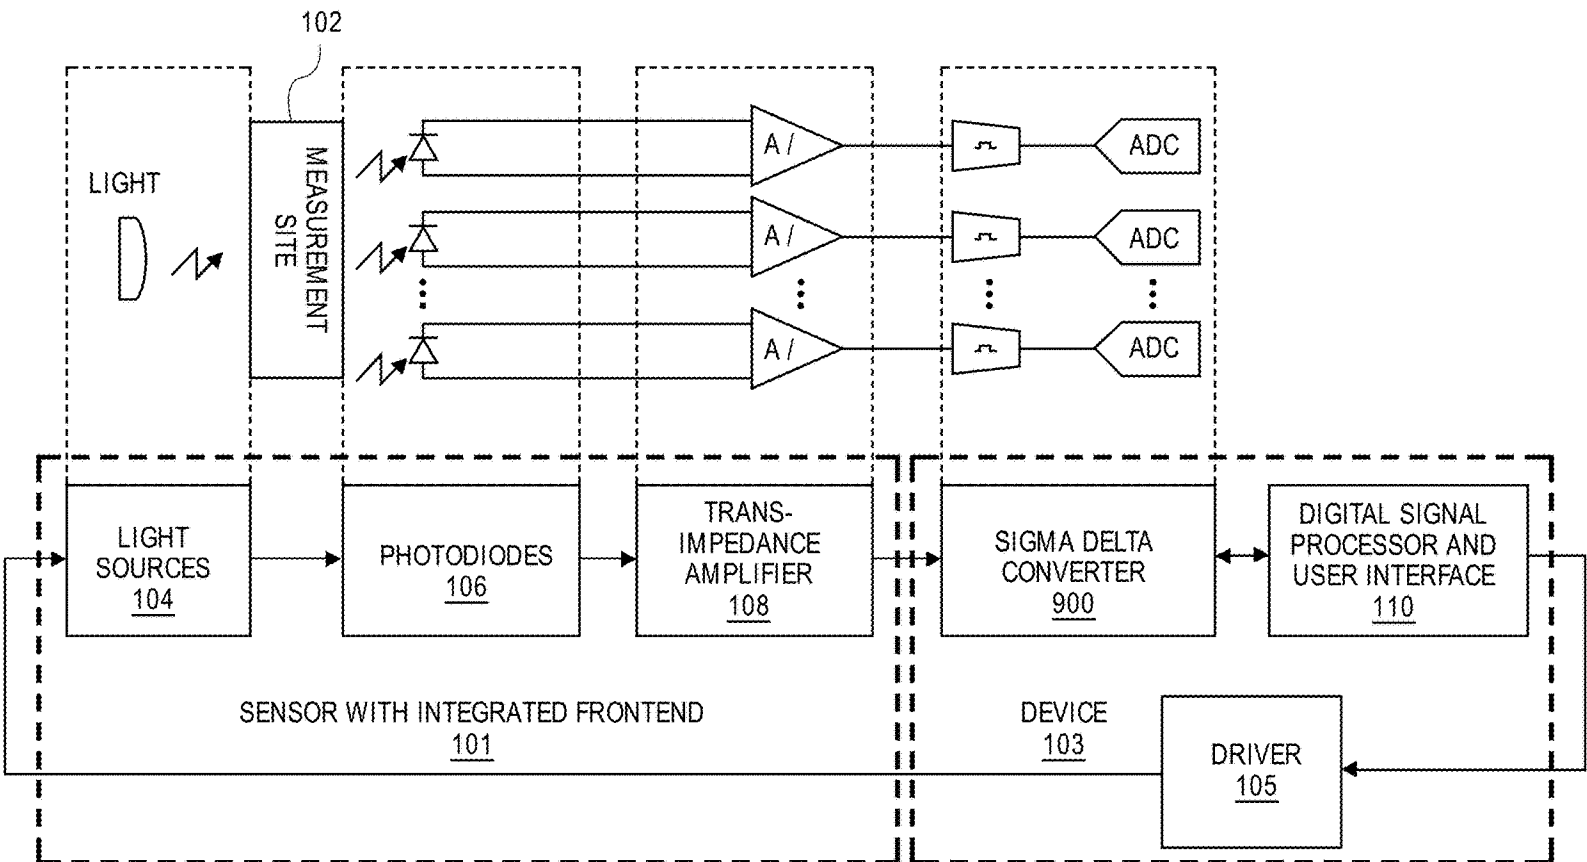 102
LIGHT
MEASUREMENT
SITE
A /
ADC
A /
ADC
A /
ADC
LIGHT
SOURCES
104
PHOTODIODES
106
TRANS-
IMPEDANCE
AMPLIFIER
108
SIGMA DELTA
CONVERTER
900
DIGITAL SIGNAL
PROCESSOR AND
USER INTERFACE
110
SENSOR WITH INTEGRATED FRONTEND
101
DEVICE
103
DRIVER
105